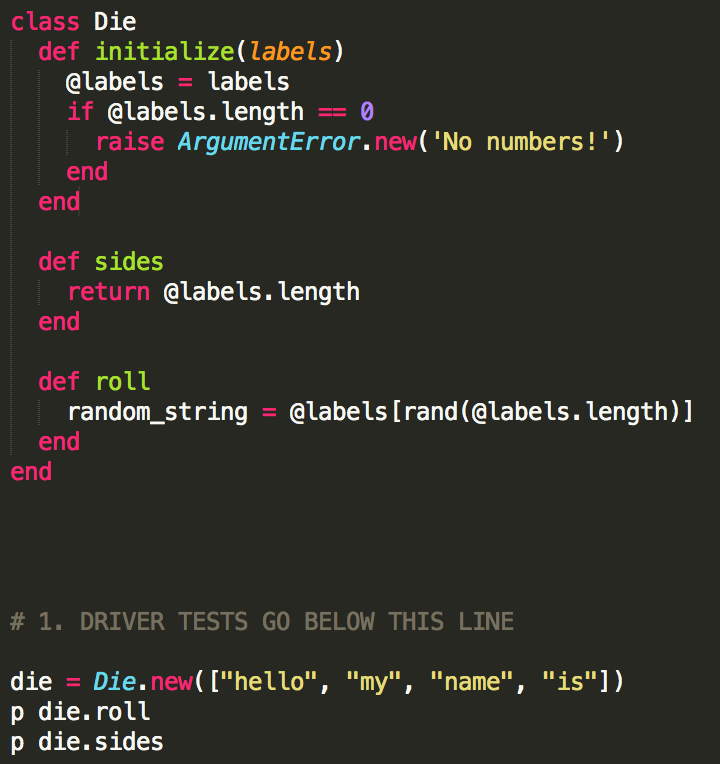 class Die
  def initialize(labels)
    @labels = labels
    if @labels.length == 0
      raise ArgumentError.new('No numbers!')
    end
  end

  def sides
    return @labels.length
  end

  def roll
    random_string = @labels[rand(@labels.length)]
  end
end

# 1. DRIVER TESTS GO BELOW THIS LINE

die = Die.new(["hello", "my", "name", "is"])
p die.roll
p die.sides